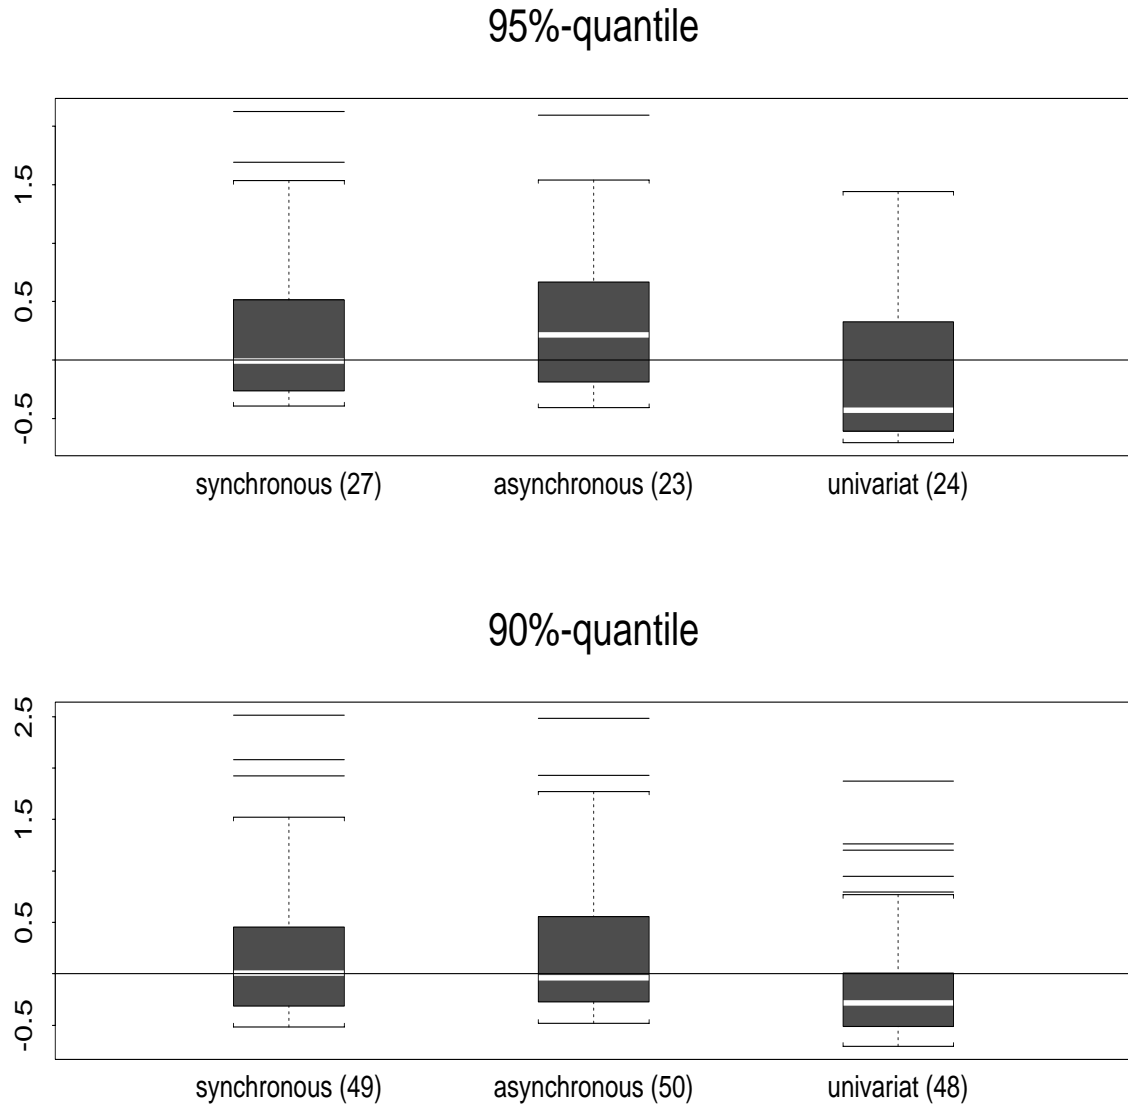 95%-quantile
1.5
0.5
-0.5
synchronous (27) asynchronous (23) univariat (24)
90%-quantile
2.5
1.5
0.5
-0.5
synchronous (49) asynchronous (50) univariat (48)